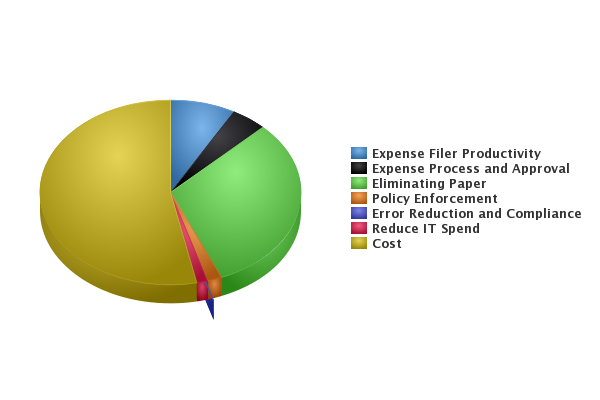 Expense Filer Productivity
Expense Process and Approval
Eliminating Paper
Policy Enforcement
Error Reduction and Compliance
Reduce IT Spend
Cost